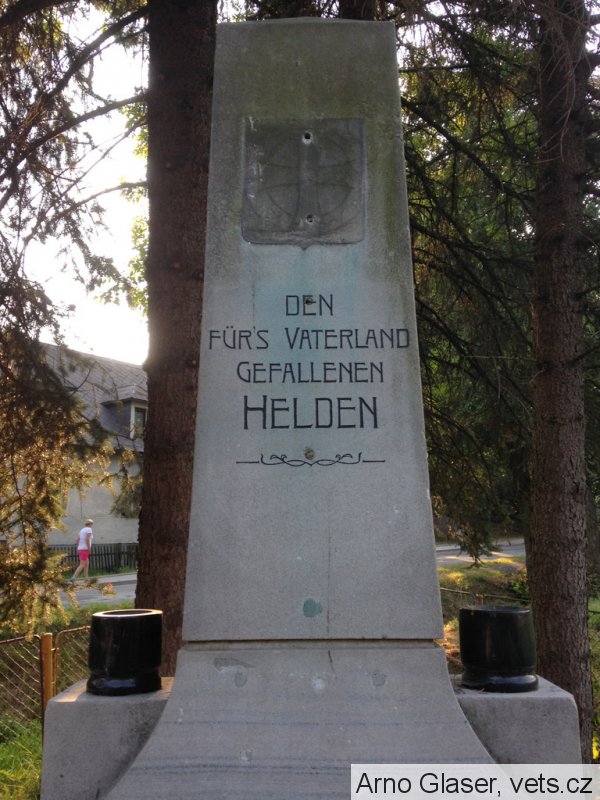 DEN
FÜR'S VATERLAND
GEFALLENEN
HELDEN
Arno Glaser, vets.cz